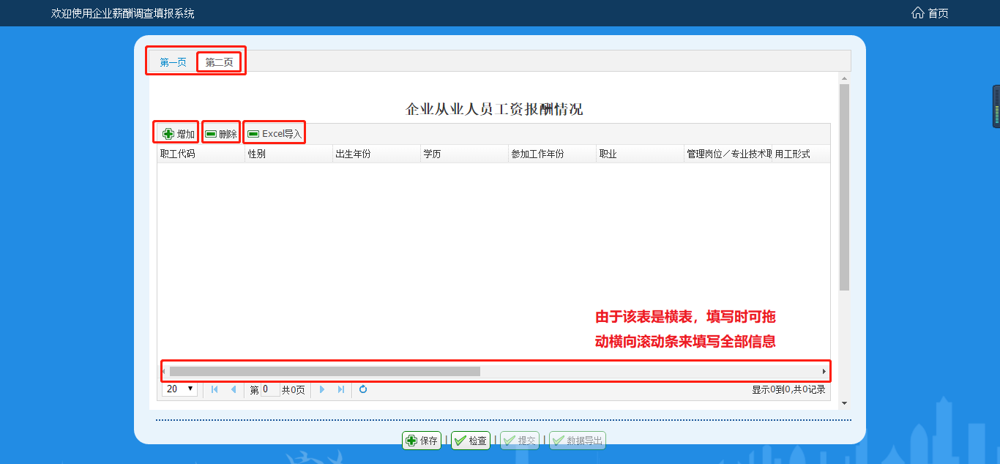 欢迎使用企业薪酬调查填报系统
首页
第一页 第二页
企业从业人员工资报酬情况
增加 删除 Excel导入
职工代码 性别 出生年份 学历 参加工作年份 职业 管理岗位／专业技术职 用工形式
由于该表是横表，填写时可拖
动横向滚动条来填写全部信息
20 第 0 共0页 显示0到0,共0记录
保存 | 检查 | 提交 | 数据导出